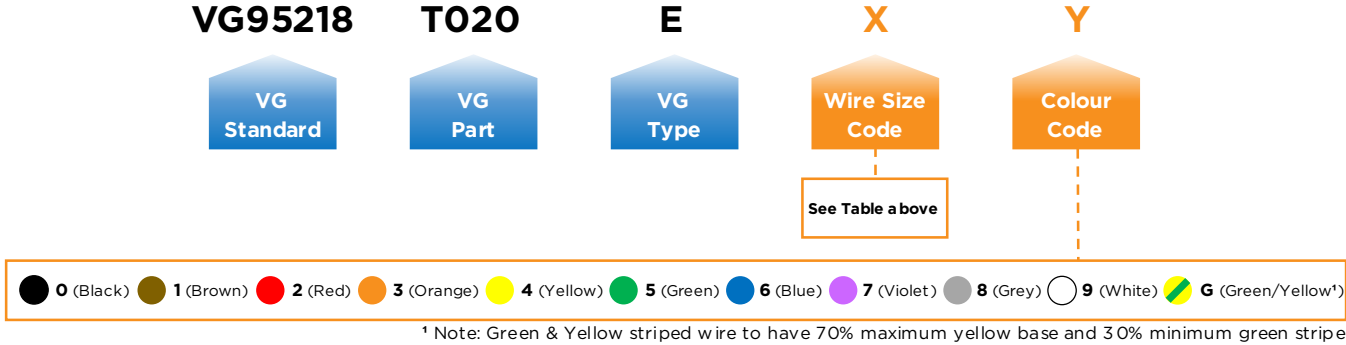 VG95218 T020 E X Y
VG Standard VG Part VG Type Wire Size Code Colour Code
See Table above
0 (Black) 1 (Brown) 2 (Red) 3 (Orange) 4 (Yellow) 5 (Green) 6 (Blue) 7 (Violet) 8 (Grey) 9 (White) G (Green/Yellow¹)
¹ Note: Green & Yellow striped wire to have 70% maximum yellow base and 30% minimum green stripe